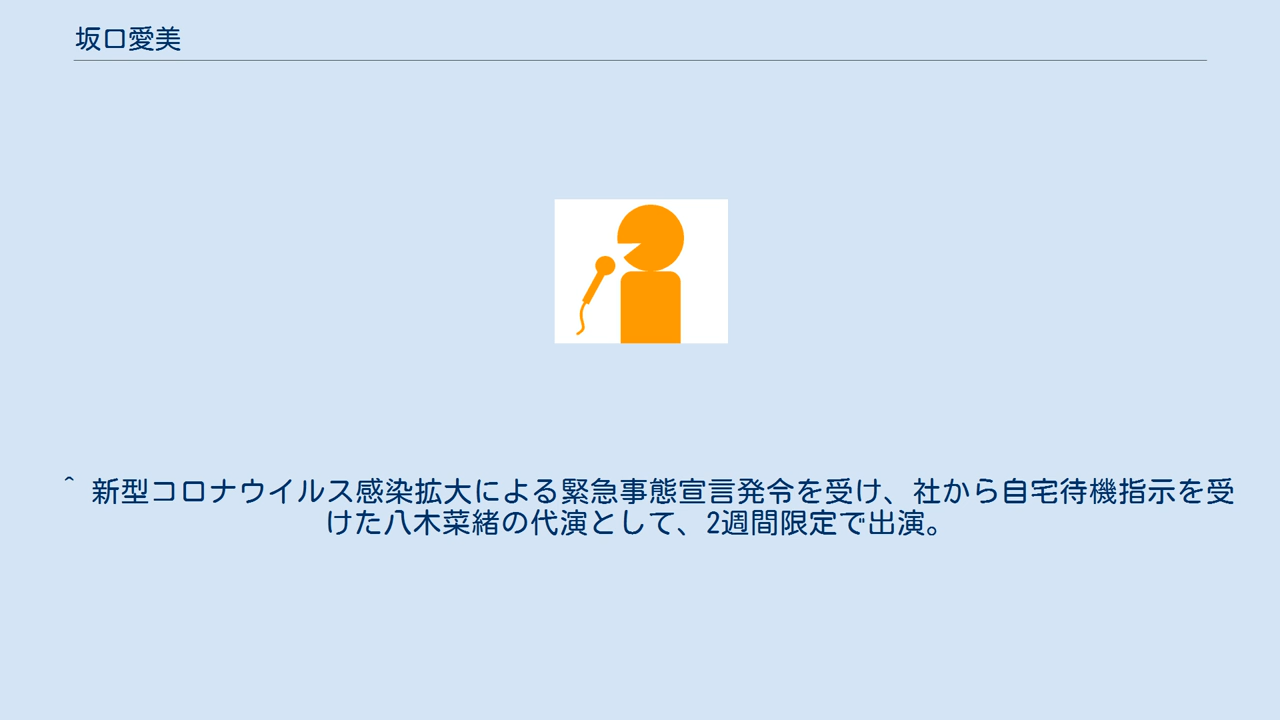 坂口愛美
^ 新型コロナウイルス感染拡大による緊急事態宣言発令を受け、社から自宅待機指示を受
けた八木菜緒の代演として、2週間限定で出演。